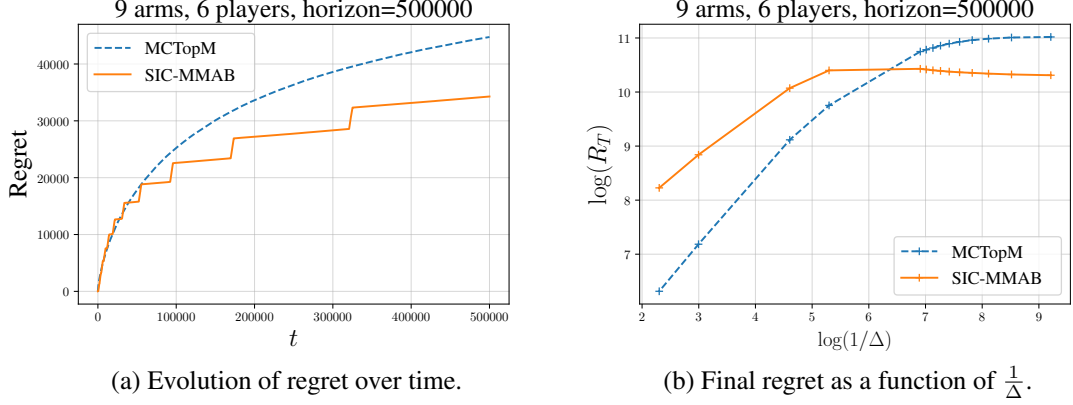 9 arms, 6 players, horizon=500000
MCTopM
SIC-MMAB
Regret
40000
30000
20000
10000
0
0 100000 200000 300000 400000 500000
t
(a) Evolution of regret over time.
9 arms, 6 players, horizon=500000
log(R_T)
11
10
9
8
7
MCTopM
SIC-MMAB
2 3 4 5 6 7 8 9
log(1/Δ)
(b) Final regret as a function of 1/Δ.